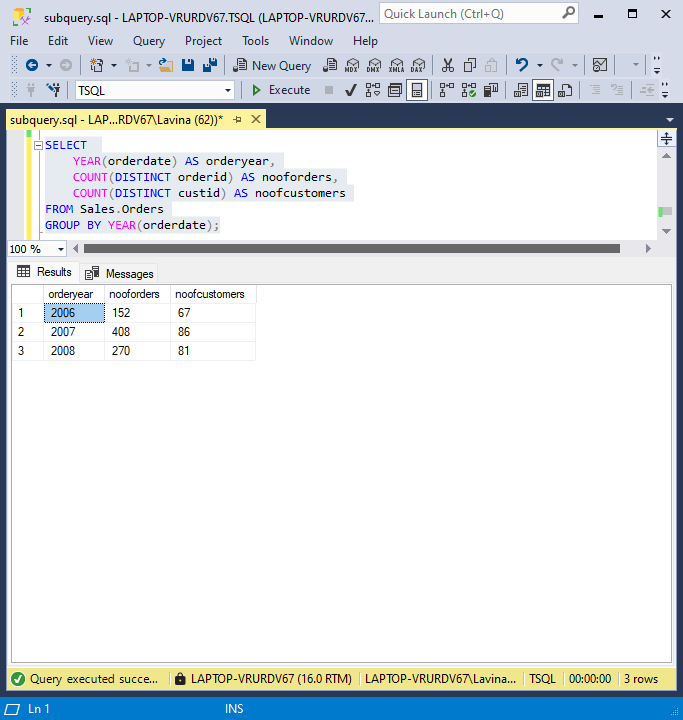 subquery.sql - LAPTOP-VRURDV67.TSQL (LAPTOP-VRURDV67...
Quick Launch (Ctrl+Q)
File Edit View Query Project Tools Window Help
New Query MDX DMX XMLA DAX
TSQL Execute
subquery.sql - LAP...RDV67\Lavina (62))*
SELECT
YEAR(orderdate) AS orderyear,
COUNT(DISTINCT orderid) AS nooforders,
COUNT(DISTINCT custid) AS noofcustomers
FROM Sales.Orders
GROUP BY YEAR(orderdate);
100 %
Results Messages
orderyear nooforders noofcustomers
1 2006 152 67
2 2007 408 86
3 2008 270 81
Query executed succe... LAPTOP-VRURDV67 (16.0 RTM) LAPTOP-VRURDV67\Lavina... TSQL 00:00:00 3 rows
Ln 1 INS